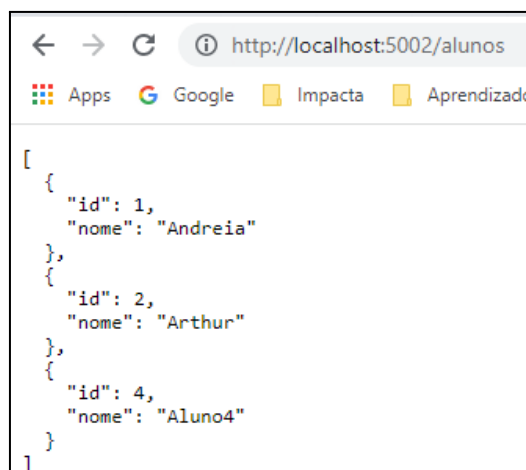 http://localhost:5002/alunos
Apps Google Impacta Aprendizado
[
  {
    "id": 1,
    "nome": "Andreia"
  },
  {
    "id": 2,
    "nome": "Arthur"
  },
  {
    "id": 4,
    "nome": "Aluno4"
  }
]